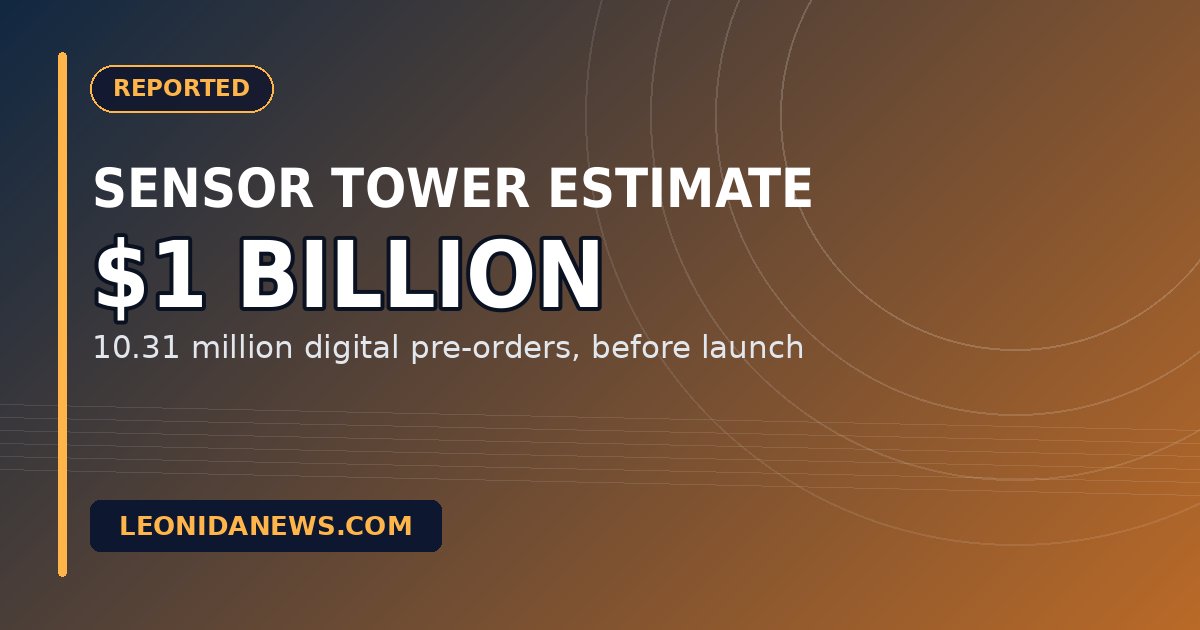 REPORTED
SENSOR TOWER ESTIMATE
$1 BILLION
10.31 million digital pre-orders, before launch
LEONIDANEWS.COM